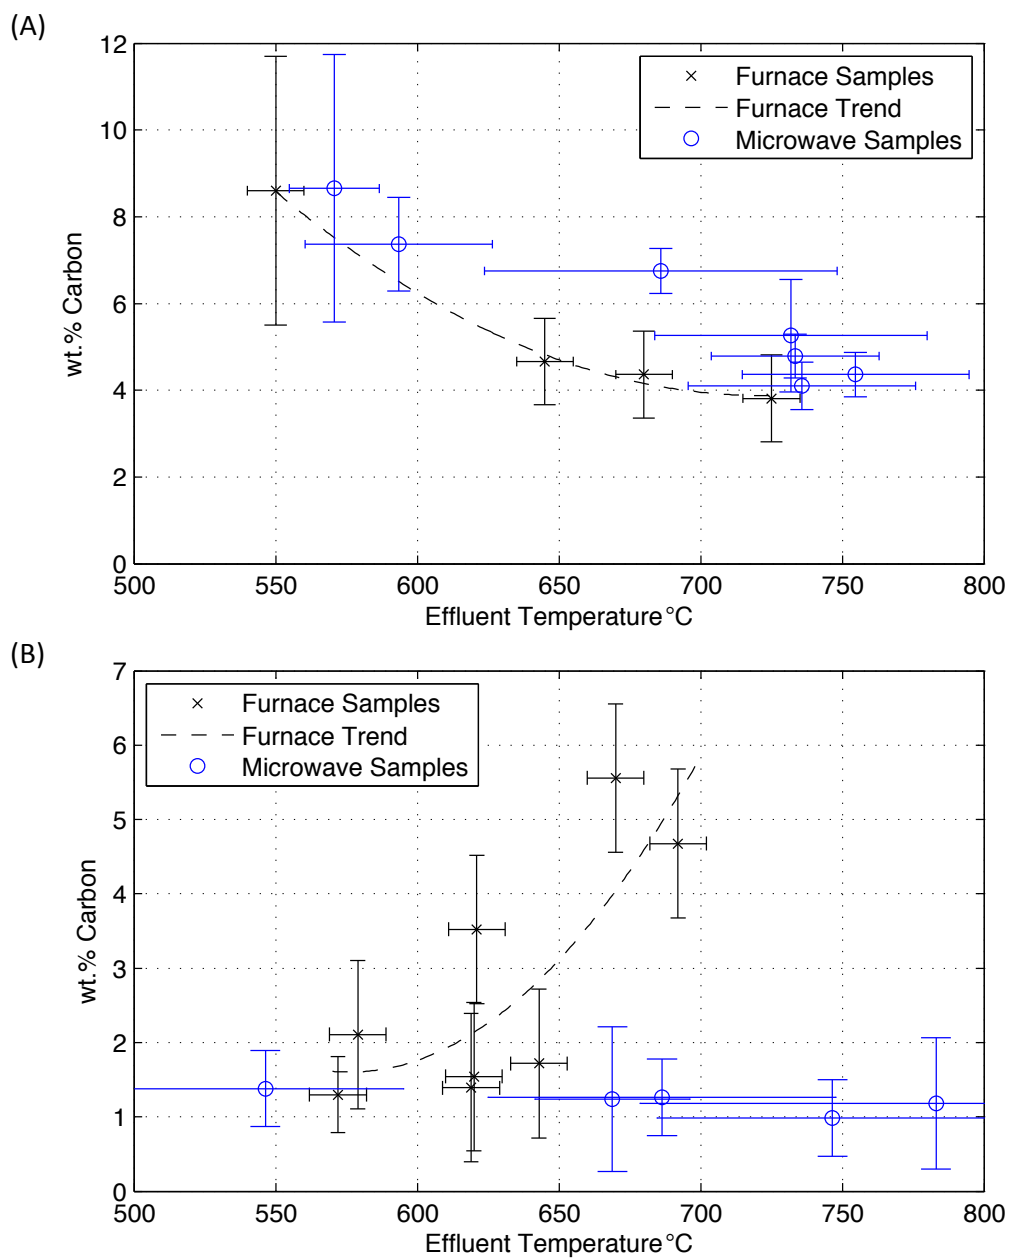 (A)
12
10
8
6
4
2
0
wt.% Carbon
Furnace Samples
Furnace Trend
Microwave Samples
500 550 600 650 700 750 800
Effluent Temperature °C
(B)
7
6
5
4
3
2
1
0
wt.% Carbon
Furnace Samples
Furnace Trend
Microwave Samples
500 550 600 650 700 750 800
Effluent Temperature °C